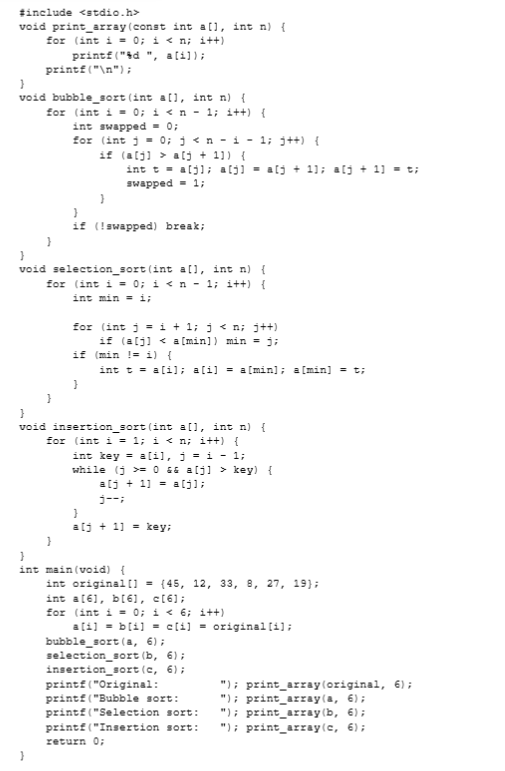 #include <stdio.h>
void print_array(const int a[], int n) {
    for (int i = 0; i < n; i++)
        printf("%d ", a[i]);
    printf("\n");
}
void bubble_sort(int a[], int n) {
    for (int i = 0; i < n - 1; i++) {
        int swapped = 0;
        for (int j = 0; j < n - i - 1; j++) {
            if (a[j] > a[j + 1]) {
                int t = a[j]; a[j] = a[j + 1]; a[j + 1] = t;
                swapped = 1;
            }
        }
        if (!swapped) break;
    }
}
void selection_sort(int a[], int n) {
    for (int i = 0; i < n - 1; i++) {
        int min = i;

        for (int j = i + 1; j < n; j++)
            if (a[j] < a[min]) min = j;
        if (min != i) {
            int t = a[i]; a[i] = a[min]; a[min] = t;
        }
    }
}
void insertion_sort(int a[], int n) {
    for (int i = 1; i < n; i++) {
        int key = a[i], j = i - 1;
        while (j >= 0 && a[j] > key) {
            a[j + 1] = a[j];
            j--;
        }
        a[j + 1] = key;
    }
}
int main(void) {
    int original[] = {45, 12, 33, 8, 27, 19};
    int a[6], b[6], c[6];
    for (int i = 0; i < 6; i++)
        a[i] = b[i] = c[i] = original[i];
    bubble_sort(a, 6);
    selection_sort(b, 6);
    insertion_sort(c, 6);
    printf("Original:         "); print_array(original, 6);
    printf("Bubble sort:      "); print_array(a, 6);
    printf("Selection sort:   "); print_array(b, 6);
    printf("Insertion sort:   "); print_array(c, 6);
    return 0;
}